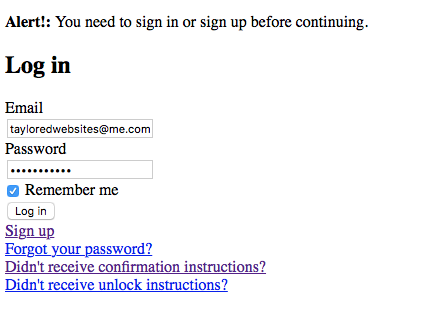 Alert!: You need to sign in or sign up before continuing.
Log in
Email
tayloredwebsites@me.com
Password
•••••••••••
Remember me
Log in
Sign up
Forgot your password?
Didn't receive confirmation instructions?
Didn't receive unlock instructions?